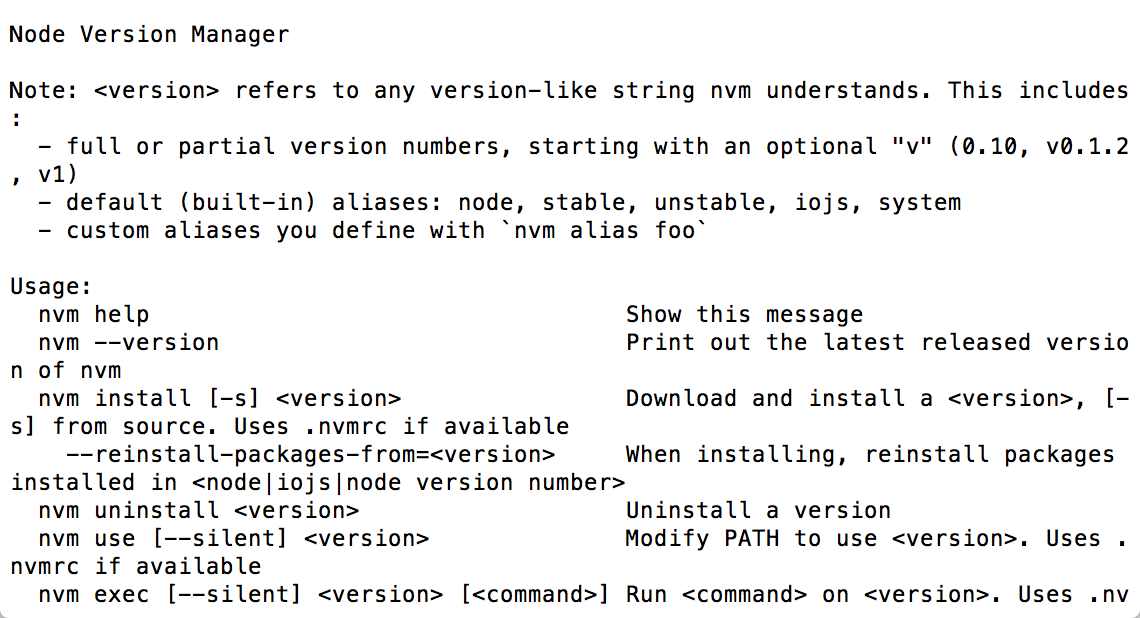 Node Version Manager

Note: <version> refers to any version-like string nvm understands. This includes
:
  - full or partial version numbers, starting with an optional "v" (0.10, v0.1.2
, v1)
  - default (built-in) aliases: node, stable, unstable, iojs, system
  - custom aliases you define with `nvm alias foo`

Usage:
  nvm help                                  Show this message
  nvm --version                             Print out the latest released versio
n of nvm
  nvm install [-s] <version>                Download and install a <version>, [-
s] from source. Uses .nvmrc if available
    --reinstall-packages-from=<version>     When installing, reinstall packages
installed in <node|iojs|node version number>
  nvm uninstall <version>                   Uninstall a version
  nvm use [--silent] <version>              Modify PATH to use <version>. Uses .
nvmrc if available
  nvm exec [--silent] <version> [<command>] Run <command> on <version>. Uses .nv